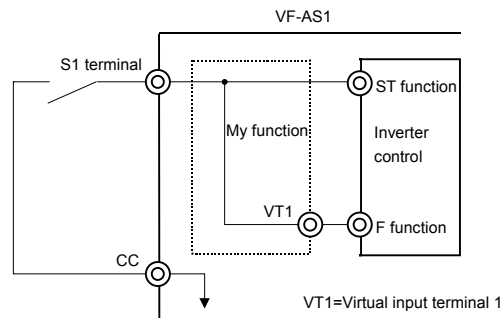 VF-AS1
S1 terminal
ST function
My function
Inverter
control
VT1
F function
CC
VT1=Virtual input terminal 1